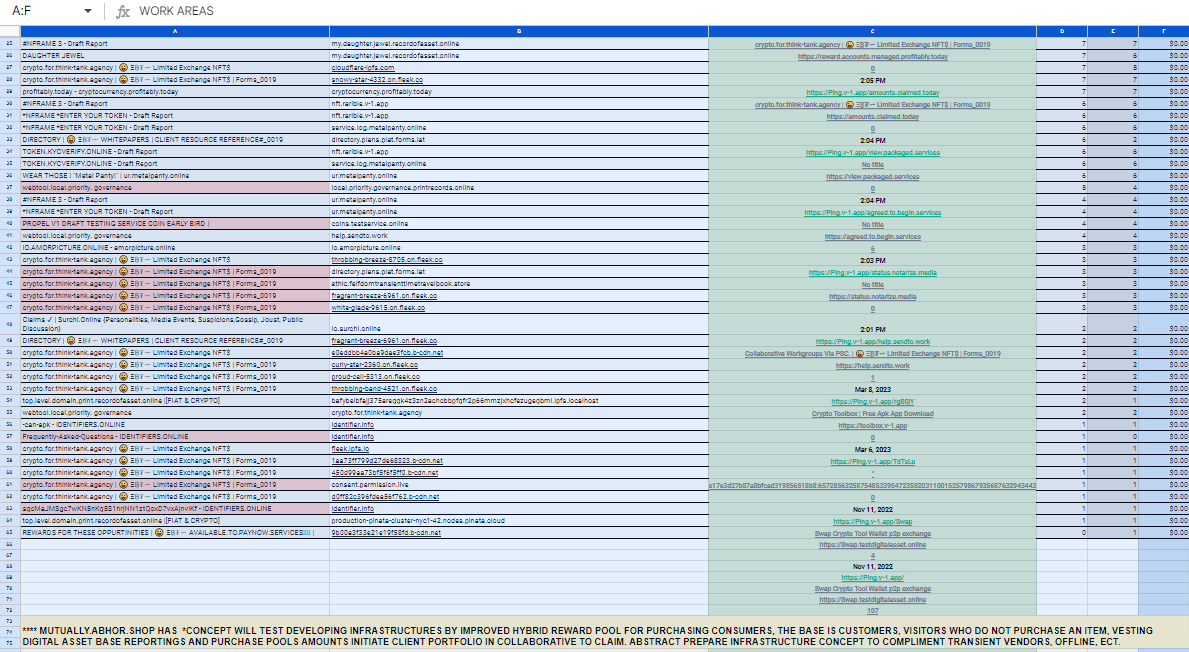 A:F fx WORK AREAS
A B C D E F
25 #NFRAME 3 - Draft Report my.daughter.jewel.recordofasset.online crypto.for.think-tank.agency | 😀 ΞβƬ ─ Limited Exchange NFT$ | Forms_0019 7 7 $0.00
26 DAUGHTER JEWEL my.daughter.jewel.recordofasset.online https://reward.accounts.managed.profitably.today 7 6 $0.00
27 crypto.for.think-tank.agency | 😀 ΞβƬ ─ Limited Exchange NFT$ cloudflare-ipfs.com 0 7 5 $0.00
28 crypto.for.think-tank.agency | 😀 ΞβƬ ─ Limited Exchange NFT$ | Forms_0019 snowy-star-4332.on.fleek.co 2:05 PM 7 7 $0.00
29 profitably.today - cryptocurrency.profitably.today cryptocurrency.profitably.today https://Ping.v-1.app/amounts.claimed.today 7 7 $0.00
30 #NFRAME 3 - Draft Report nft.rarible.v-1.app crypto.for.think-tank.agency | 😀 ΞβƬ ─ Limited Exchange NFT$ | Forms_0019 6 6 $0.00
31 *NFRAME *ENTER YOUR TOKEN - Draft Report nft.rarible.v-1.app https://amounts.claimed.today 6 6 $0.00
32 *NFRAME *ENTER YOUR TOKEN - Draft Report service.log.metalpanty.online 0 6 6 $0.00
33 DIRECTORY | 😀 ΞβƬ ─ WHITEPAPERS | CLIENT RESOURCE REFERENCE#_0019 directory.plans.plat.forms.lat 2:04 PM 6 2 $0.00
34 TOKEN.KYCVERIFY.ONLINE - Draft Report nft.rarible.v-1.app https://Ping.v-1.app/view.packaged.services 6 6 $0.00
35 TOKEN.KYCVERIFY.ONLINE - Draft Report service.log.metalpanty.online No title 6 6 $0.00
36 WEAR THOSE | "Metal Panty!" | ur.metalpanty.online ur.metalpanty.online https://view.packaged.services 6 6 $0.00
37 webtool.local.priority. governance local.priority.governance.printrecords.online 0 5 4 $0.00
38 #NFRAME 3 - Draft Report ur.metalpanty.online 2:04 PM 4 4 $0.00
39 *NFRAME *ENTER YOUR TOKEN - Draft Report ur.metalpanty.online https://Ping.v-1.app/agreed.to.begin.services 4 4 $0.00
40 PROPEL V1 DRAFT TESTING SERVICE COIN EARLY BIRD | coins.testservice.online No title 4 4 $0.00
41 webtool.local.priority. governance help.sendto.work https://agreed.to.begin.services 4 4 $0.00
42 IO.AMORPICTURE.ONLINE - amorpicture.online io.amorpicture.online 6 3 3 $0.00
43 crypto.for.think-tank.agency | 😀 ΞβƬ ─ Limited Exchange NFT$ throbbing-breeze-8705.on.fleek.co 2:03 PM 3 3 $0.00
44 crypto.for.think-tank.agency | 😀 ΞβƬ ─ Limited Exchange NFT$ | Forms_0019 directory.plans.plat.forms.lat https://Ping.v-1.app/status.notarize.media 3 3 $0.00
45 crypto.for.think-tank.agency | 😀 ΞβƬ ─ Limited Exchange NFT$ | Forms_0019 ethic.felfdomtransienttimetravelbook.store No title 3 3 $0.00
46 crypto.for.think-tank.agency | 😀 ΞβƬ ─ Limited Exchange NFT$ | Forms_0019 fragrant-breeze-6961.on.fleek.co https://status.notarize.media 3 3 $0.00
47 crypto.for.think-tank.agency | 😀 ΞβƬ ─ Limited Exchange NFT$ | Forms_0019 white-glade-9615.on.fleek.co 0 3 3 $0.00
Claims ✓ | Surchi.Online {Personalities, Media Events, Suspicions,Gossip, Joust, Public
48 Discussion} io.surchi.online 2:01 PM 2 2 $0.00
49 DIRECTORY | 😀 ΞβƬ ─ WHITEPAPERS | CLIENT RESOURCE REFERENCE#_0019 fragrant-breeze-6961.on.fleek.co https://Ping.v-1.app/help.sendto.work 2 2 $0.00
50 crypto.for.think-tank.agency | 😀 ΞβƬ ─ Limited Exchange NFT$ e0eddbb4a0ba9dae3fcb.b-cdn.net Collaborative Workgroups Via PSC. | 😀 ΞβƬ ─ Limited Exchange NFT$ | Forms_0019 2 2 $0.00
51 crypto.for.think-tank.agency | 😀 ΞβƬ ─ Limited Exchange NFT$ | Forms_0019 curly-star-2360.on.fleek.co https://help.sendto.work 2 2 $0.00
52 crypto.for.think-tank.agency | 😀 ΞβƬ ─ Limited Exchange NFT$ | Forms_0019 proud-cell-5313.on.fleek.co 1 2 2 $0.00
53 crypto.for.think-tank.agency | 😀 ΞβƬ ─ Limited Exchange NFT$ | Forms_0019 throbbing-band-4521.on.fleek.co Mar 8, 2023 2 2 $0.00
54 top.level.domain.print.recordofasset.online |[FIAT & CRYPTO] https://Ping.v-1.app/rgB0jY 2 1 $0.00
55 webtool.local.priority. governance crypto.for.think-tank.agency Crypto Toolbox | Free Apk App Download 2 2 $0.00
56 -can-apk - IDENTIFIERS.ONLINE identifier.info https://toolbox.v-1.app 1 1 $0.00
57 Frequently-Asked-Questions - IDENTIFIERS.ONLINE identifier.info 0 1 0 $0.00
58 crypto.for.think-tank.agency | 😀 ΞβƬ ─ Limited Exchange NFT$ fleek.ipfs.io Mar 6, 2023 1 1 $0.00
59 crypto.for.think-tank.agency | 😀 ΞβƬ ─ Limited Exchange NFT$ | Forms_0019 1aa73ff799d27de68323.b-cdn.net https://Ping.v-1.app/TdTsLu 1 1 $0.00
60 crypto.for.think-tank.agency | 😀 ΞβƬ ─ Limited Exchange NFT$ | Forms_0019 450d99aa73bf5f6f5ff0.b-cdn.net 1 1 $0.00
61 crypto.for.think-tank.agency | 😀 ΞβƬ ─ Limited Exchange NFT$ | Forms_0019 consent.permission.live 1 1 $0.00
62 crypto.for.think-tank.agency | 😀 ΞβƬ ─ Limited Exchange NFT$ | Forms_0019 d0ff82c396fdea56f762.b-cdn.net 0 1 1 $0.00
63 - IDENTIFIERS.ONLINE identifier.info Nov 11, 2022 1 1 $0.00
64 top.level.domain.print.recordofasset.online |[FIAT & CRYPTO] production-pinata-cluster-nyc1-42.nodes.pinata.cloud https://Ping.v-1.app/Swap 1 1 $0.00
65 REWARDS FOR THESE OPPURTINITIES | 😀 ΞβƬ ─ AVAILABLE.TO.PAYNOW.SERVICES|||| | 9b00a3f33e21e19f58fd.b-cdn.net Swap Crypto Tool Wallet p2p exchange 0 1 $0.00
66 https://Swap.testdigitalasset.online
67 4
68 Nov 11, 2022
69 https://Ping.v-1.app/
70 Swap Crypto Tool Wallet p2p exchange
71 https://Swap.testdigitalasset.online
72 107
73
74 **** MUTUALLY.ABHOR.SHOP HAS *CONCEPT WILL TEST DEVELOPING INFRASTRUCTURES BY IMPROVED HYBRID REWARD POOL FOR PURCHASING CONSUMERS, THE BASE IS CUSTOMERS, VISITORS WHO DO NOT PURCHASE AN ITEM, VESTING
75 DIGITAL ASSET BASE REPORTINGS AND PURCHASE POOLS AMOUNTS INITIATE CLIENT PORTFOLIO IN COLLABORATIVE TO CLAIM. ABSTRACT PREPARE INFRASTRUCTURE CONCEPT TO COMPLIMENT TRANSIENT VENDORS, OFFLINE, ECT.